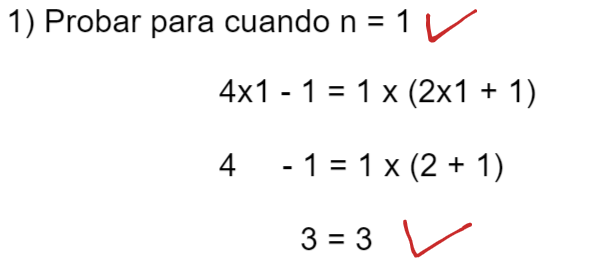 1) Probar para cuando n = 1
4x1 - 1 = 1 x (2x1 + 1)
4 - 1 = 1 x (2 + 1)
3 = 3